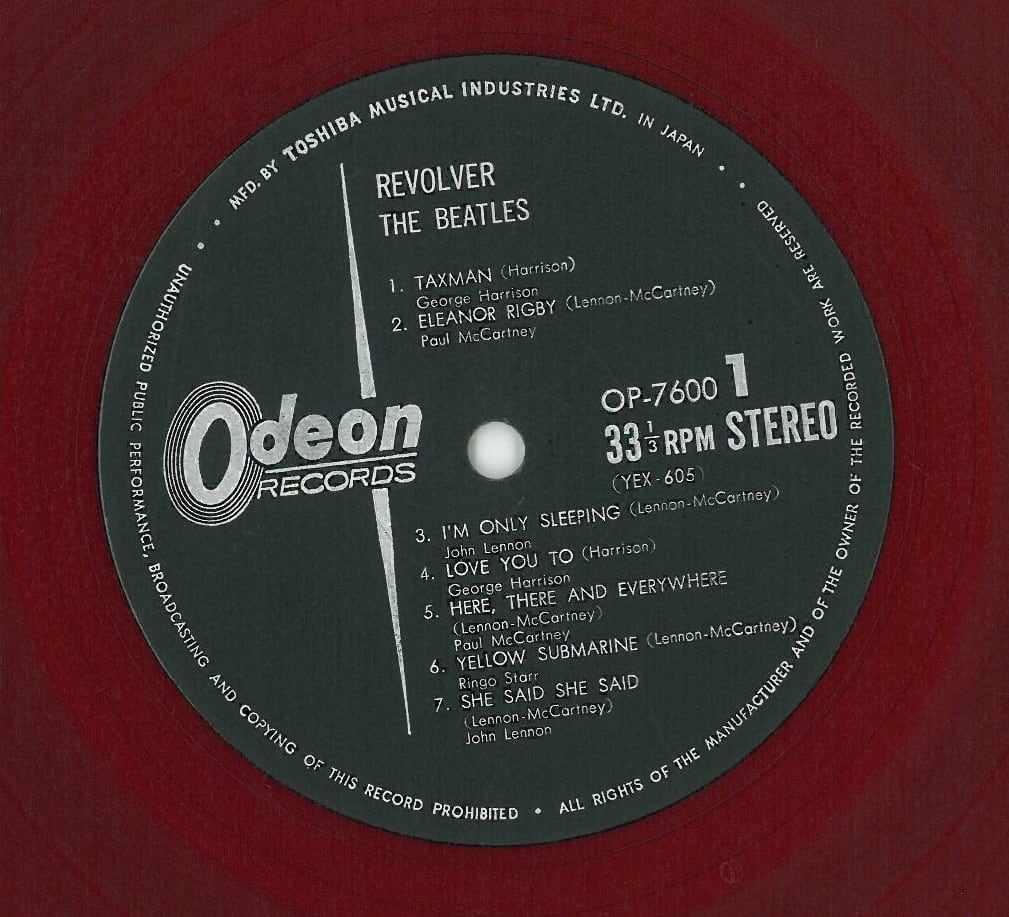 MFD. BY TOSHIBA MUSICAL INDUSTRIES LTD. IN JAPAN
REVOLVER
THE BEATLES
1. TAXMAN (Harrison)
George Harrison
2. ELEANOR RIGBY (Lennon-McCartney)
Paul McCartney
Odeon
RECORDS
OP-7600 1
33 1/3 RPM STEREO
(YEX-605)
3. I'M ONLY SLEEPING (Lennon-McCartney)
John Lennon
4. LOVE YOU TO (Harrison)
George Harrison
5. HERE, THERE AND EVERYWHERE
(Lennon-McCartney)
Paul McCartney
6. YELLOW SUBMARINE (Lennon-McCartney)
Ringo Starr
7. SHE SAID SHE SAID
(Lennon-McCartney)
John Lennon
UNAUTHORIZED PUBLIC PERFORMANCE, BROADCASTING AND COPYING OF THIS RECORD PROHIBITED • ALL RIGHTS OF THE MANUFACTURER AND OF THE OWNER OF THE RECORDED WORK ARE RESERVED